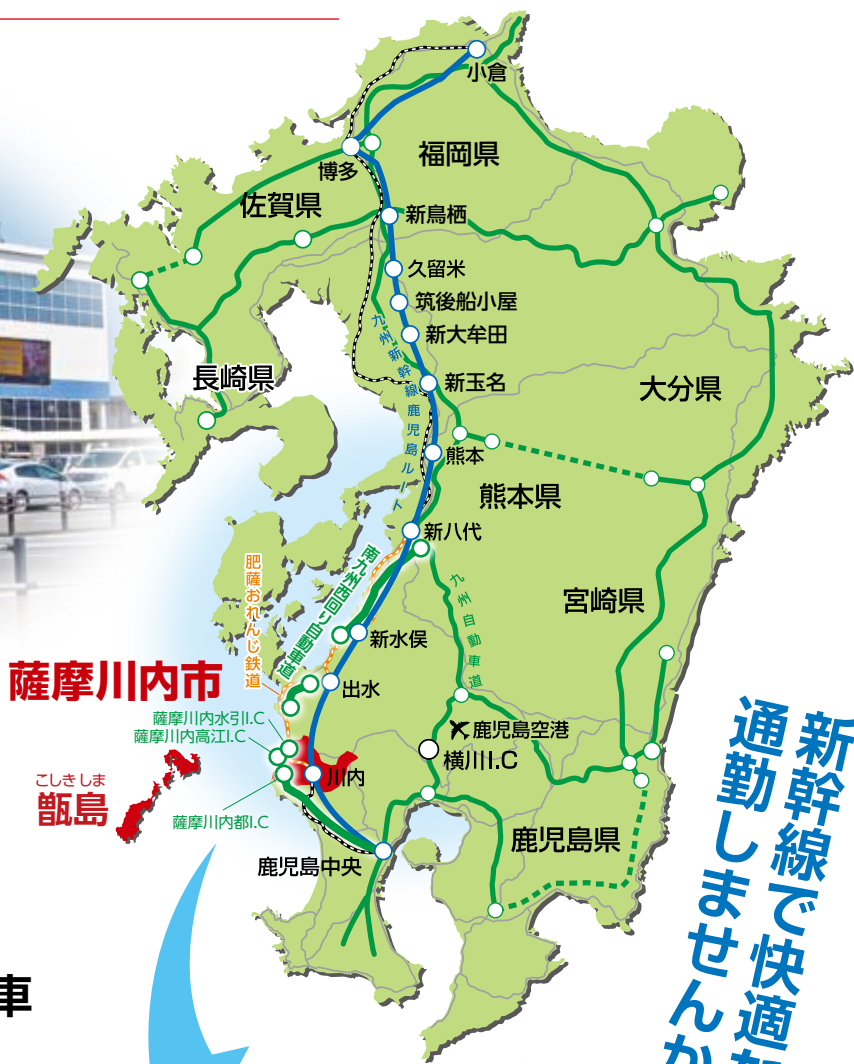 小倉
福岡県
博多
佐賀県
新鳥栖
久留米
筑後船小屋
新大牟田
九州新幹線鹿児島ルート
長崎県
新玉名
大分県
熊本
熊本県
新八代
南九州西回り自動車道
肥薩おれんじ鉄道
九州自動車道
宮崎県
新水俣
薩摩川内市
出水
薩摩川内水引I.C
薩摩川内高江I.C
鹿児島空港
横川I.C
川内
こしきしま
甑島
薩摩川内都I.C
鹿児島県
鹿児島中央
新幹線で快適
通勤しませんか
車